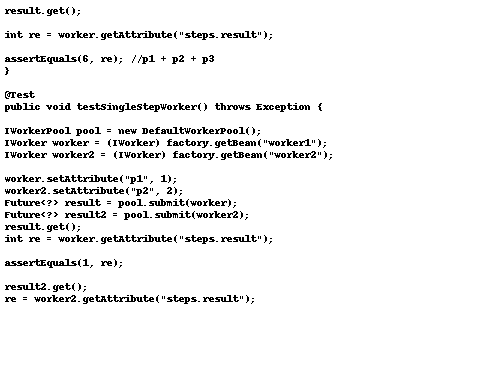 result.get();
int re = worker.getAttribute("steps.result");
assertEquals(6, re); //p1 + p2 + p3
}
@Test
public void testSingleStepWorker() throws Exception {
IWorkerPool pool = new DefaultWorkerPool();
IWorker worker = (IWorker) factory.getBean("worker1");
IWorker worker2 = (IWorker) factory.getBean("worker2");
worker.setAttribute("p1", 1);
worker2.setAttribute("p2", 2);
Future<?> result = pool.submit(worker);
Future<?> result2 = pool.submit(worker2);
result.get();
int re = worker.getAttribute("steps.result");
assertEquals(1, re);
result2.get();
re = worker2.getAttribute("steps.result");